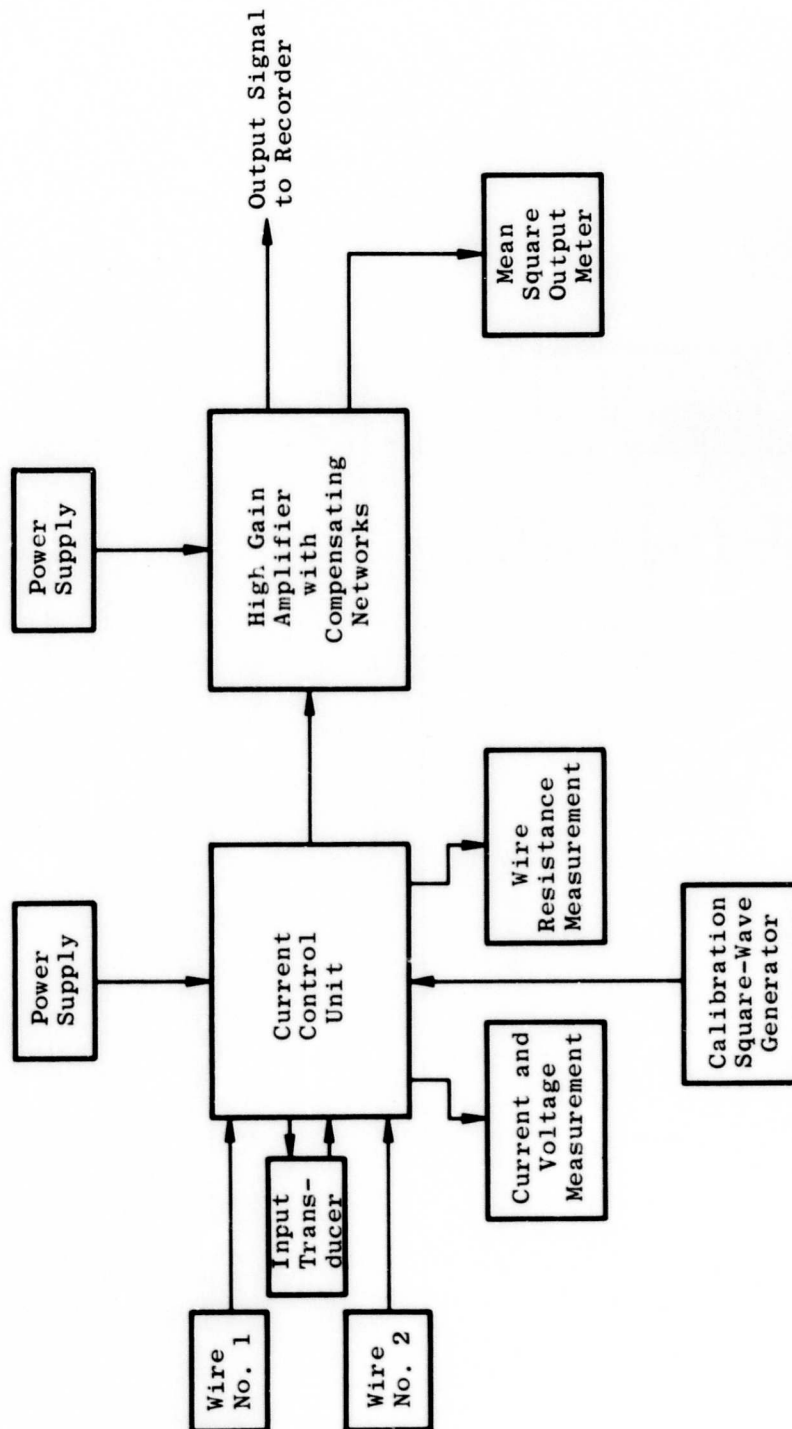 Power
Supply
Power
Supply
Wire
No. 1
Input
Trans-
ducer
Wire
No. 2
Current
Control
Unit
High Gain
Amplifier
with
Compensating
Networks
Output Signal
to Recorder
Current and
Voltage
Measurement
Wire
Resistance
Measurement
Mean
Square
Output
Meter
Calibration
Square-Wave
Generator